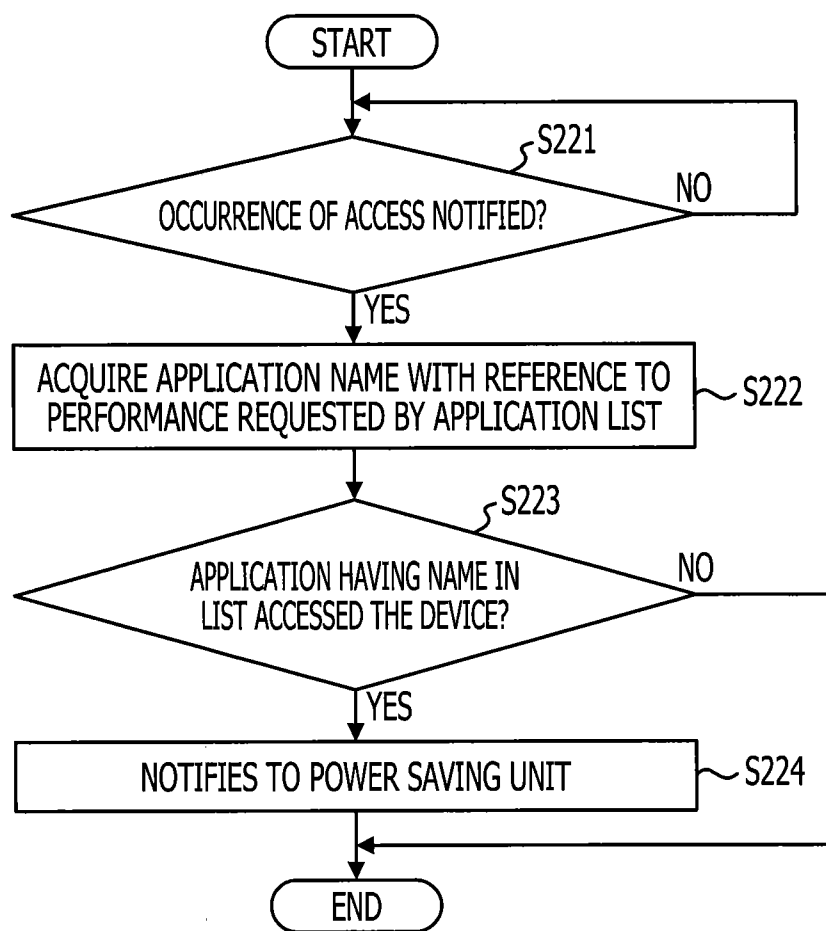 START
S221
OCCURRENCE OF ACCESS NOTIFIED?
NO
YES
ACQUIRE APPLICATION NAME WITH REFERENCE TO
PERFORMANCE REQUESTED BY APPLICATION LIST
S222
S223
APPLICATION HAVING NAME IN
LIST ACCESSED THE DEVICE?
NO
YES
NOTIFIES TO POWER SAVING UNIT
S224
END